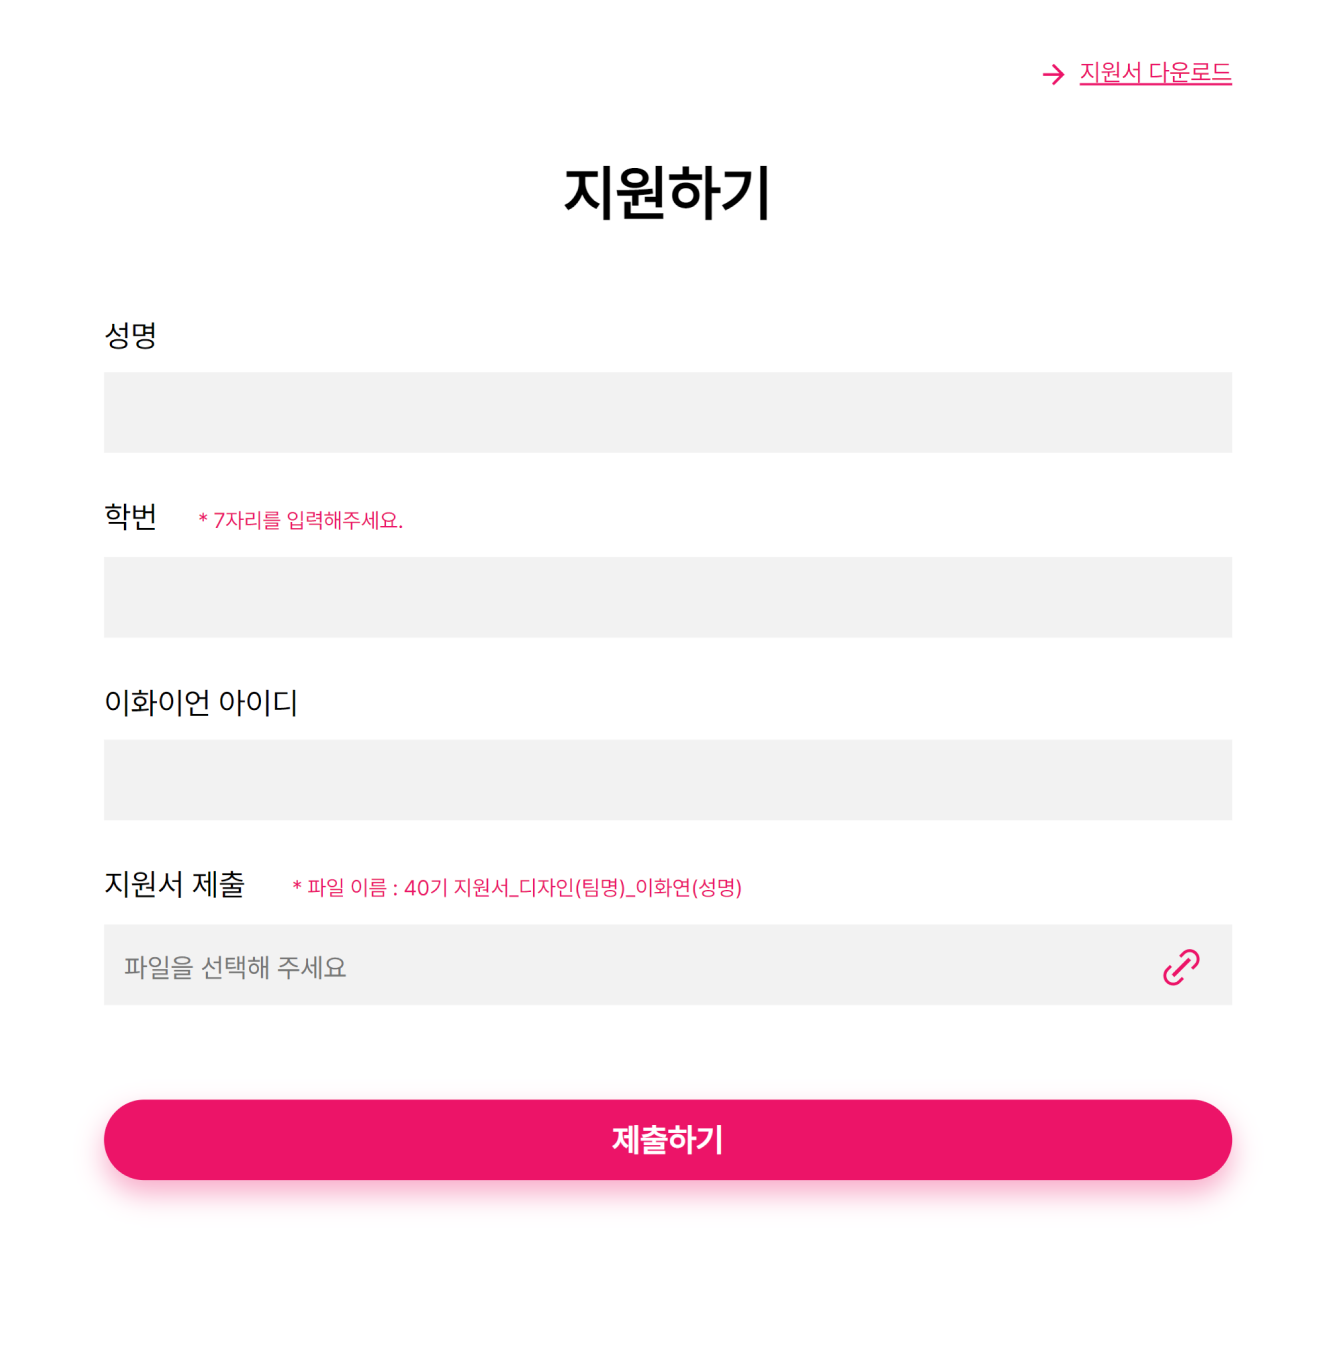 지원서 다운로드
지원하기
성명
학번 * 7자리를 입력해주세요.
이화이언 아이디
지원서 제출 * 파일 이름 : 40기 지원서_디자인(팀명)_이화연(성명)
파일을 선택해 주세요
제출하기